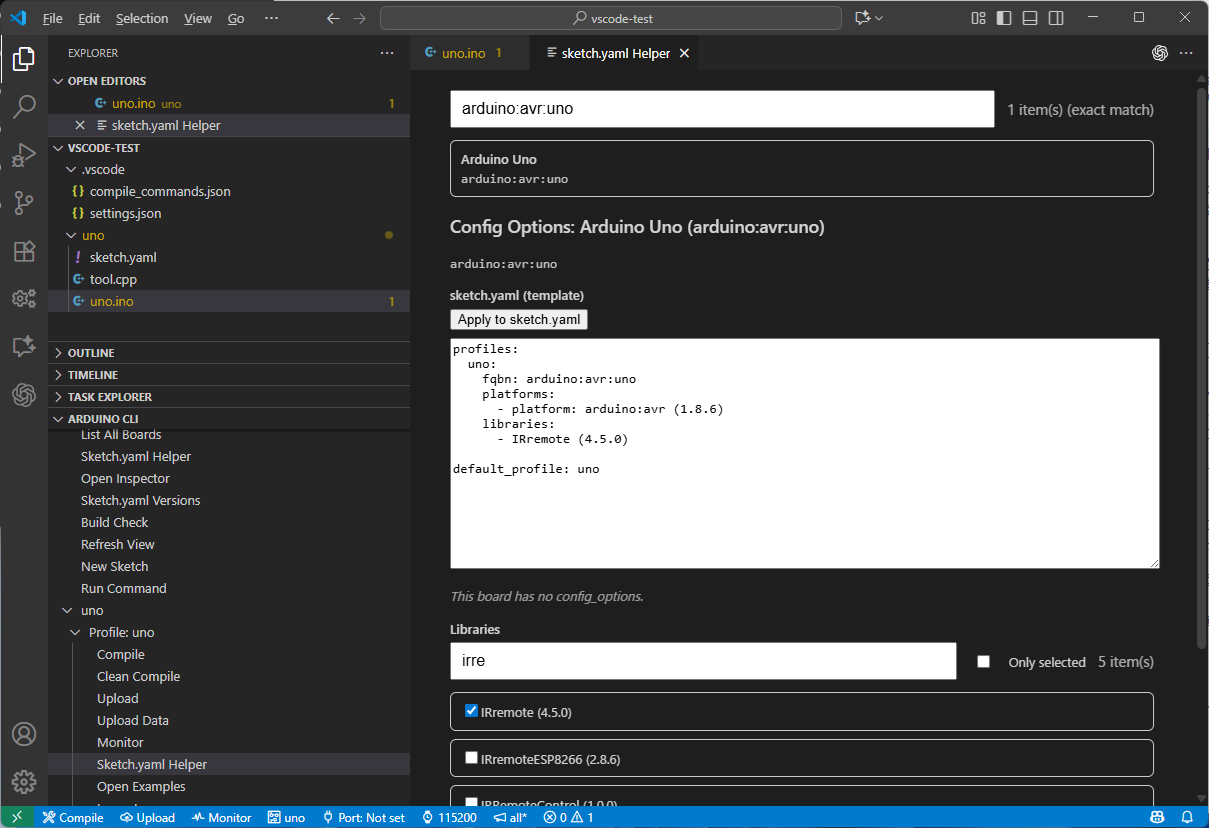 File Edit Selection View Go ··· vscode-test
EXPLORER ···
OPEN EDITORS
uno.ino uno 1
sketch.yaml Helper
VSCODE-TEST
.vscode
{} compile_commands.json
{} settings.json
uno
! sketch.yaml
tool.cpp
uno.ino 1
OUTLINE
TIMELINE
TASK EXPLORER
ARDUINO CLI
List All Boards
Sketch.yaml Helper
Open Inspector
Sketch.yaml Versions
Build Check
Refresh View
New Sketch
Run Command
uno
Profile: uno
Compile
Clean Compile
Upload
Upload Data
Monitor
Sketch.yaml Helper
Open Examples
uno.ino 1 sketch.yaml Helper
arduino:avr:uno 1 item(s) (exact match)
Arduino Uno
arduino:avr:uno
Config Options: Arduino Uno (arduino:avr:uno)
arduino:avr:uno
sketch.yaml (template)
Apply to sketch.yaml
profiles:
  uno:
    fqbn: arduino:avr:uno
    platforms:
      - platform: arduino:avr (1.8.6)
    libraries:
      - IRremote (4.5.0)
default_profile: uno
This board has no config_options.
Libraries
irre Only selected 5 item(s)
IRremote (4.5.0)
IRremoteESP8266 (2.8.6)
IRRemoteControl (1.0.0)
Compile Upload Monitor uno Port: Not set 115200 all* 0 1